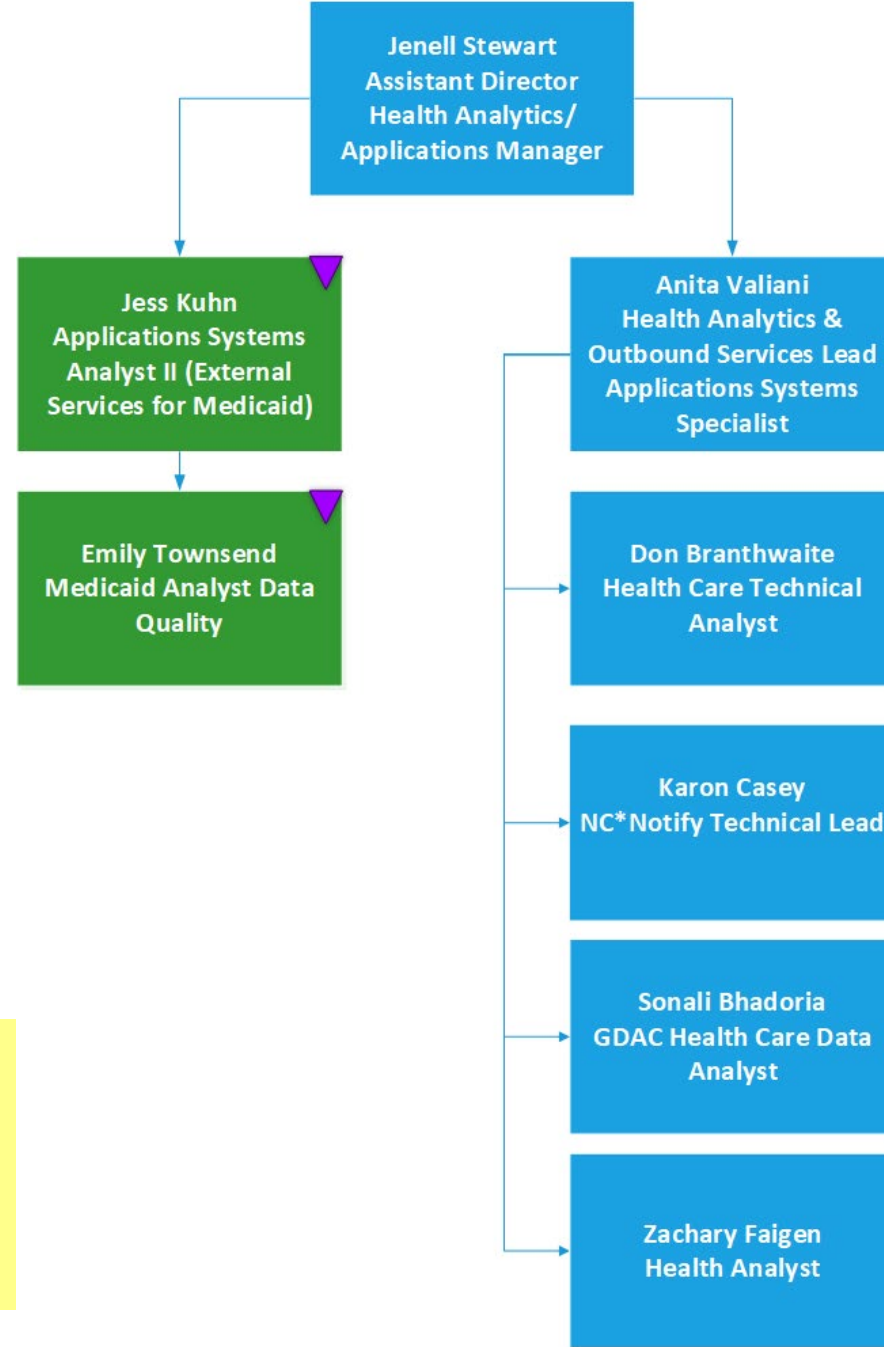 Jenell Stewart
Assistant Director
Health Analytics/
Applications Manager
Jess Kuhn
Applications Systems
Analyst II (External
Services for Medicaid)
Emily Townsend
Medicaid Analyst Data
Quality
Anita Valiani
Health Analytics &
Outbound Services Lead
Applications Systems
Specialist
Don Branthwaite
Health Care Technical
Analyst
Karon Casey
NC*Notify Technical Lead
Sonali Bhadoria
GDAC Health Care Data
Analyst
Zachary Faigen
Health Analyst